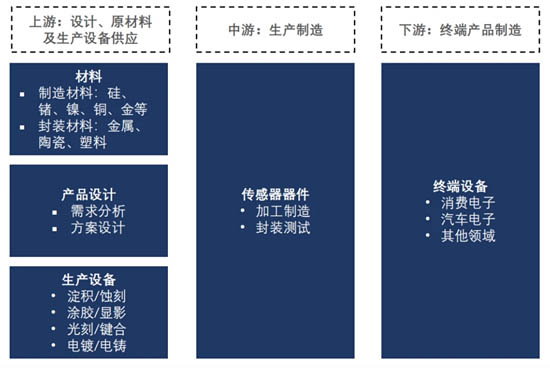 上游：设计、原材料
及生产设备供应
材料
▪ 制造材料：硅、
锗、镍、铜、金等
▪ 封装材料：金属、
陶瓷、塑料
产品设计
▪ 需求分析
▪ 方案设计
生产设备
• 淀积/蚀刻
• 涂胶/显影
• 光刻/键合
• 电镀/电铸
中游：生产制造
传感器器件
• 加工制造
• 封装测试
下游：终端产品制造
终端设备
• 消费电子
• 汽车电子
• 其他领域